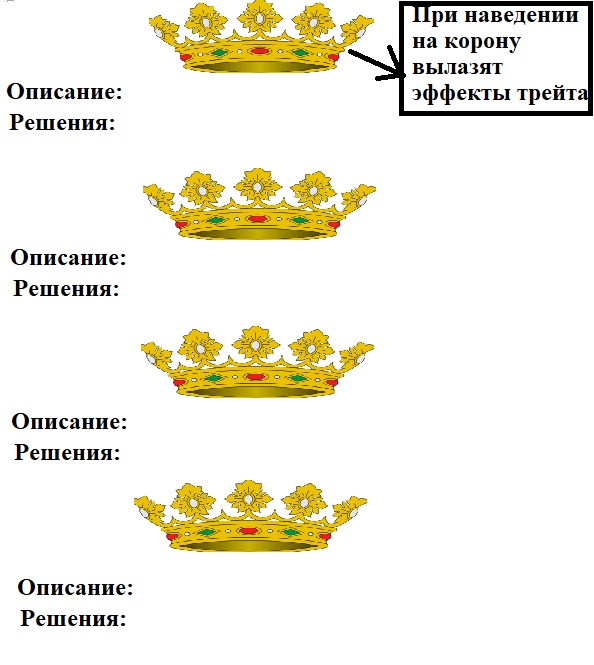 При наведении
на корону
вылазят
эффекты трейта
Описание:
Решения:
Описание:
Решения:
Описание:
Решения:
Описание:
Решения: